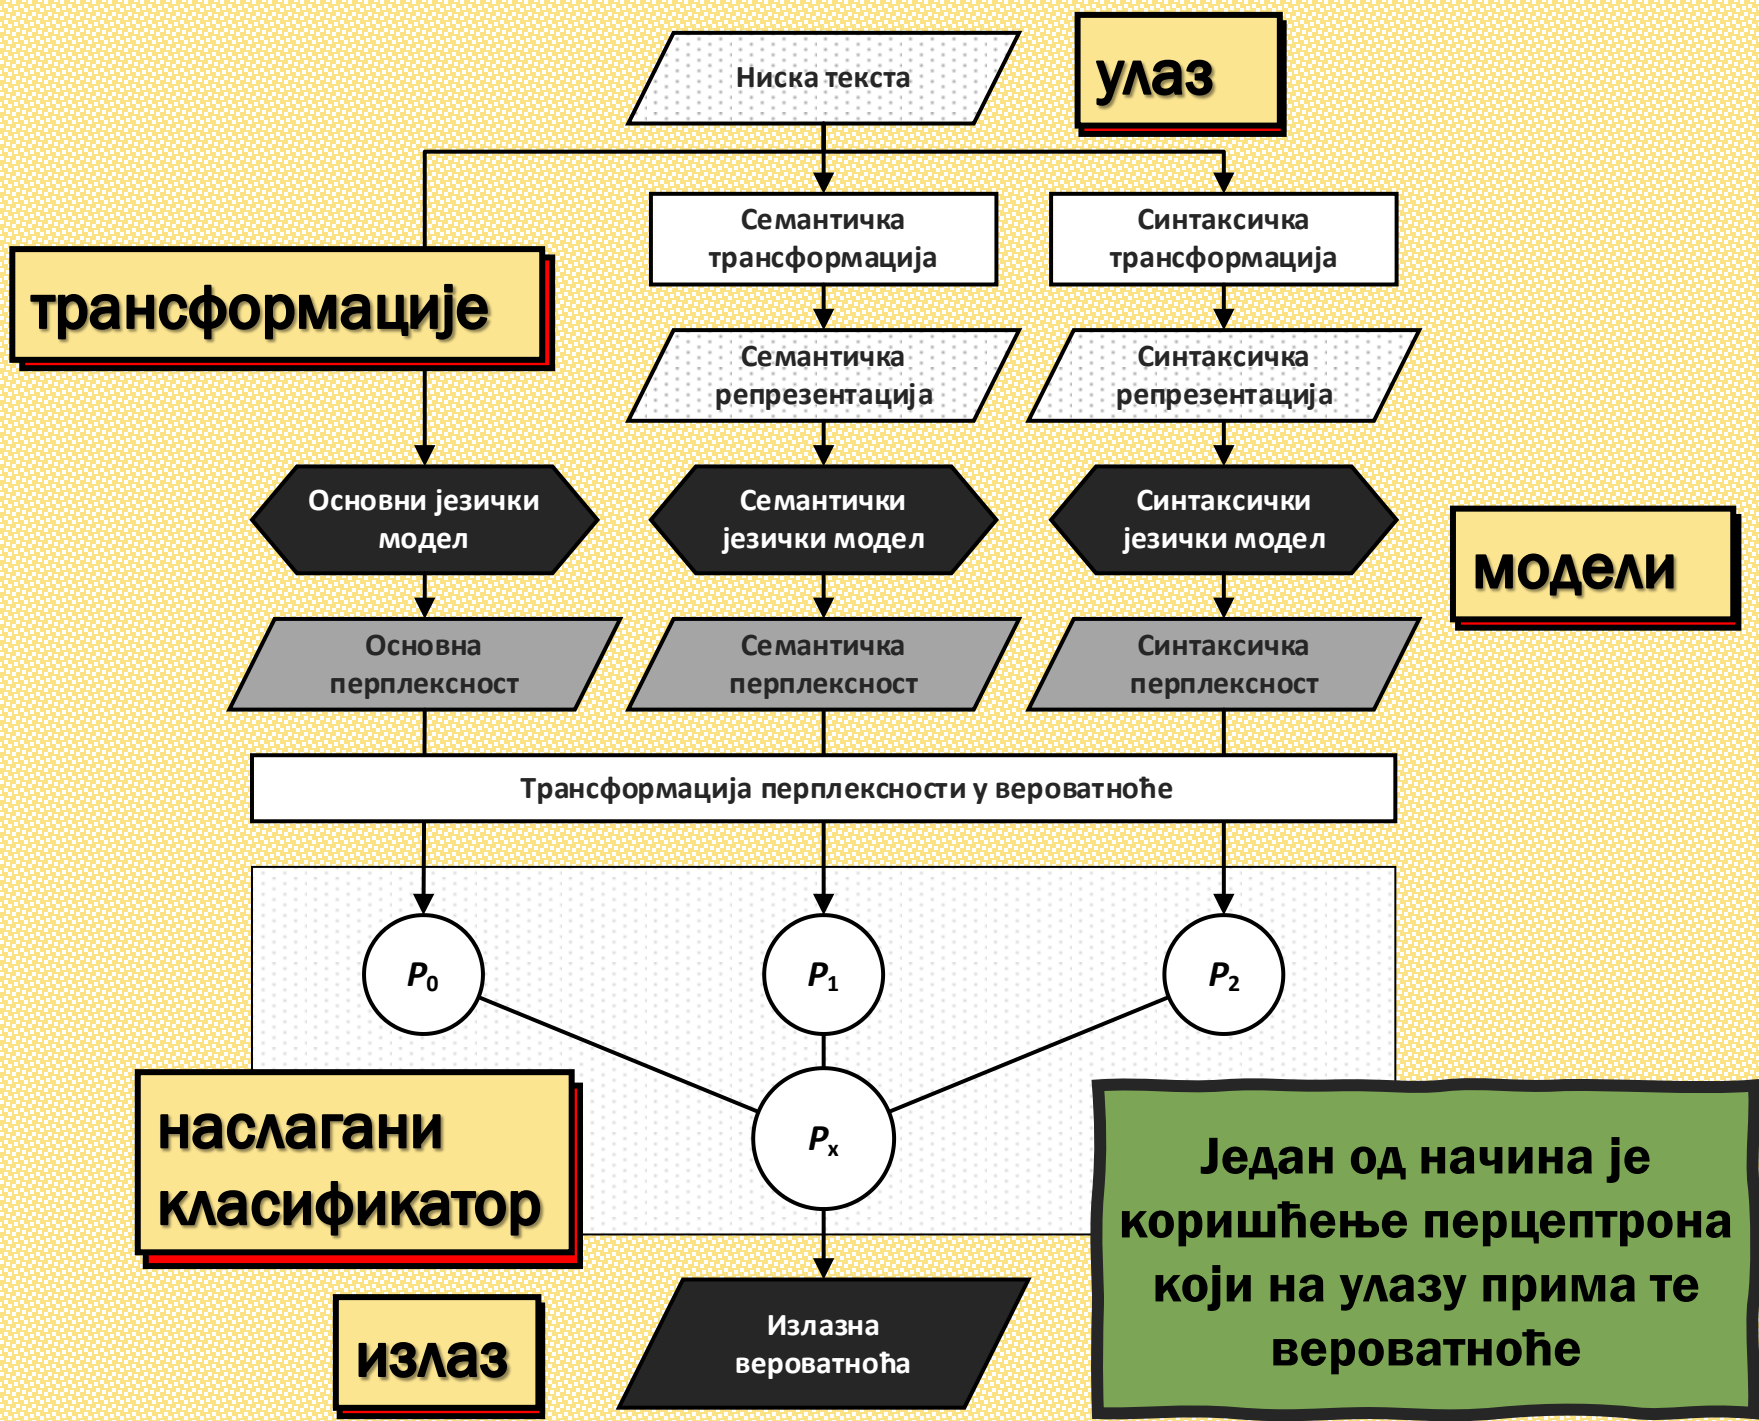 Ниска текста
улаз
Семантичка
трансформација
Синтаксичка
трансформација
трансформације
Семантичка
репрезентација
Синтаксичка
репрезентација
Основни језички
модел
Семантички
језички модел
Синтаксички
језички модел
модели
Основна
перплексност
Семантичка
перплексност
Синтаксичка
перплексност
Трансформација перплексности у вероватноће
P0
P1
P2
Px
наслагани
класификатор
Један од начина је
коришћење перцептрона
који на улазу прима те
вероватноће
излаз
Излазна
вероватноћа